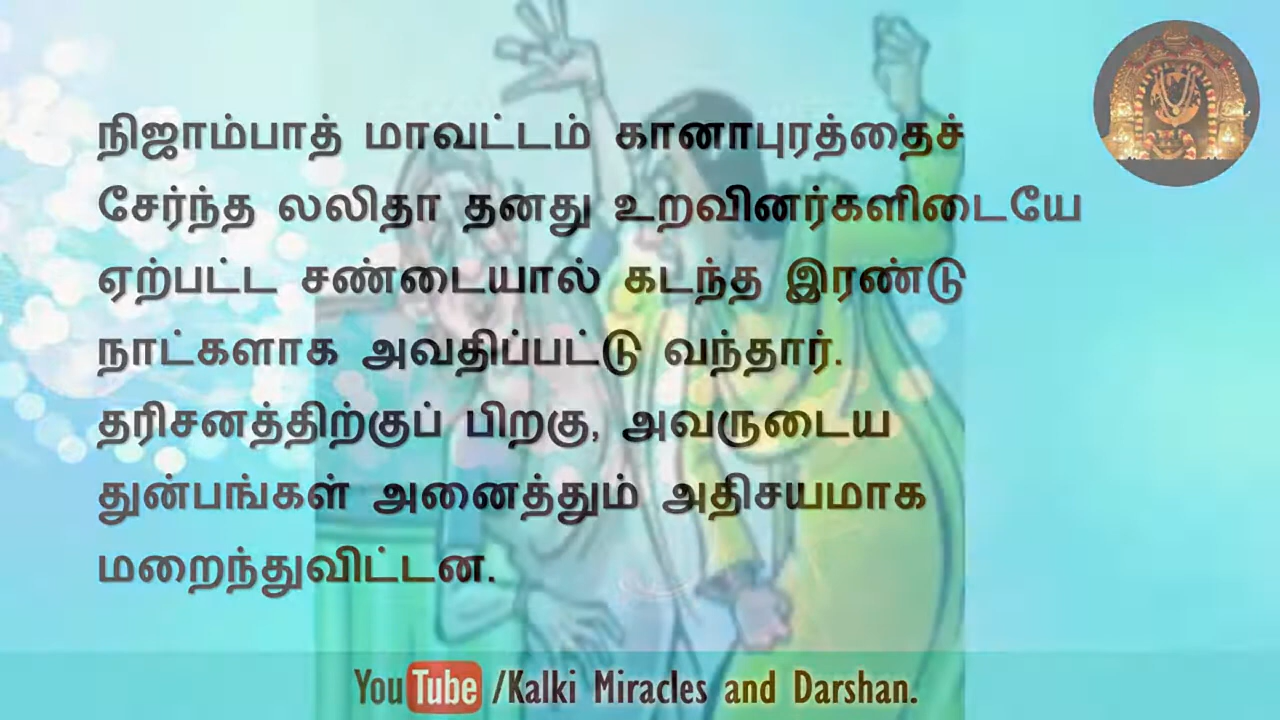 நிஜாம்பாத் மாவட்டம் கானாபுரத்தைச்
சேர்ந்த லலிதா தனது உறவினர்களிடையே
ஏற்பட்ட சண்டையால் கடந்த இரண்டு
நாட்களாக அவதிப்பட்டு வந்தார்.
தரிசனத்திற்குப் பிறகு, அவருடைய
துன்பங்கள் அனைத்தும் அதிசயமாக
மறைந்துவிட்டன.
YouTube /Kalki Miracles and Darshan.